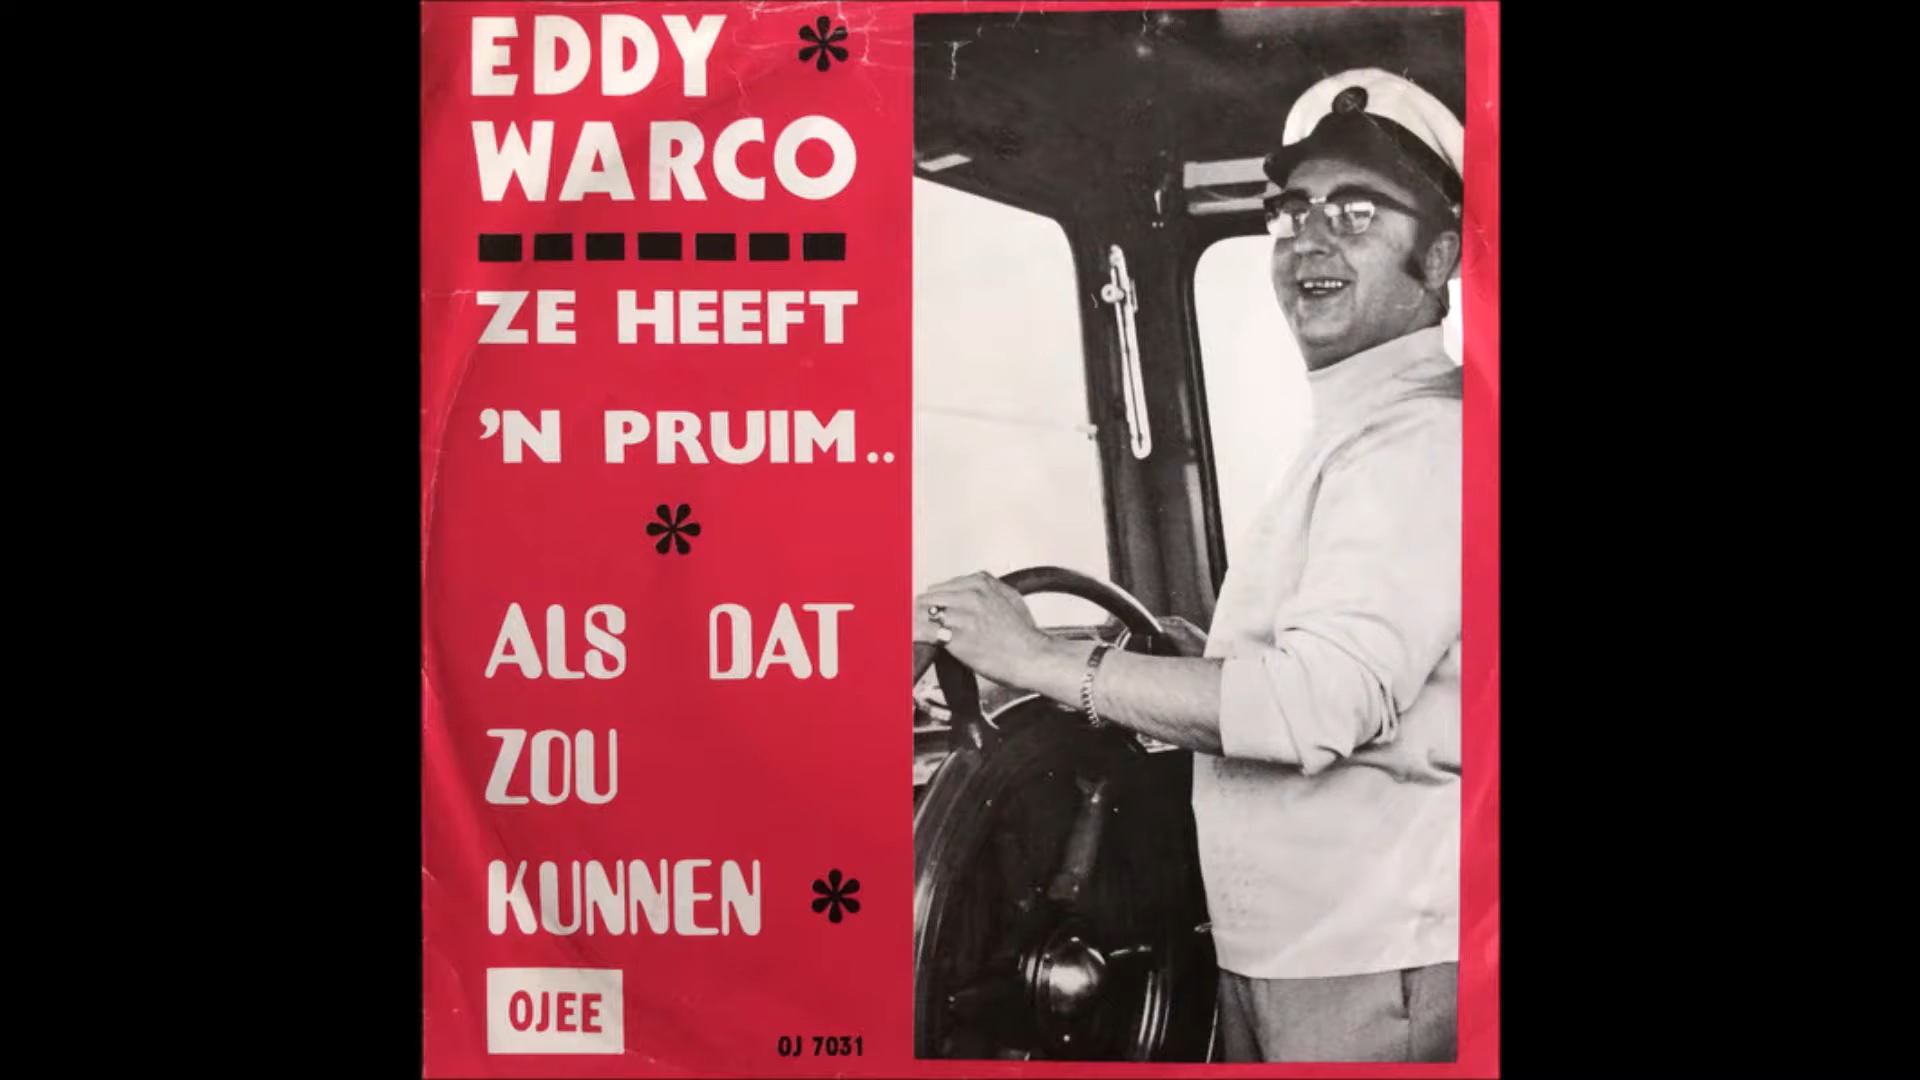 EDDY *
WARCO
ZE HEEFT
'N PRUIM..
*
ALS DAT
ZOU
KUNNEN *
OJEE
OJ 7031